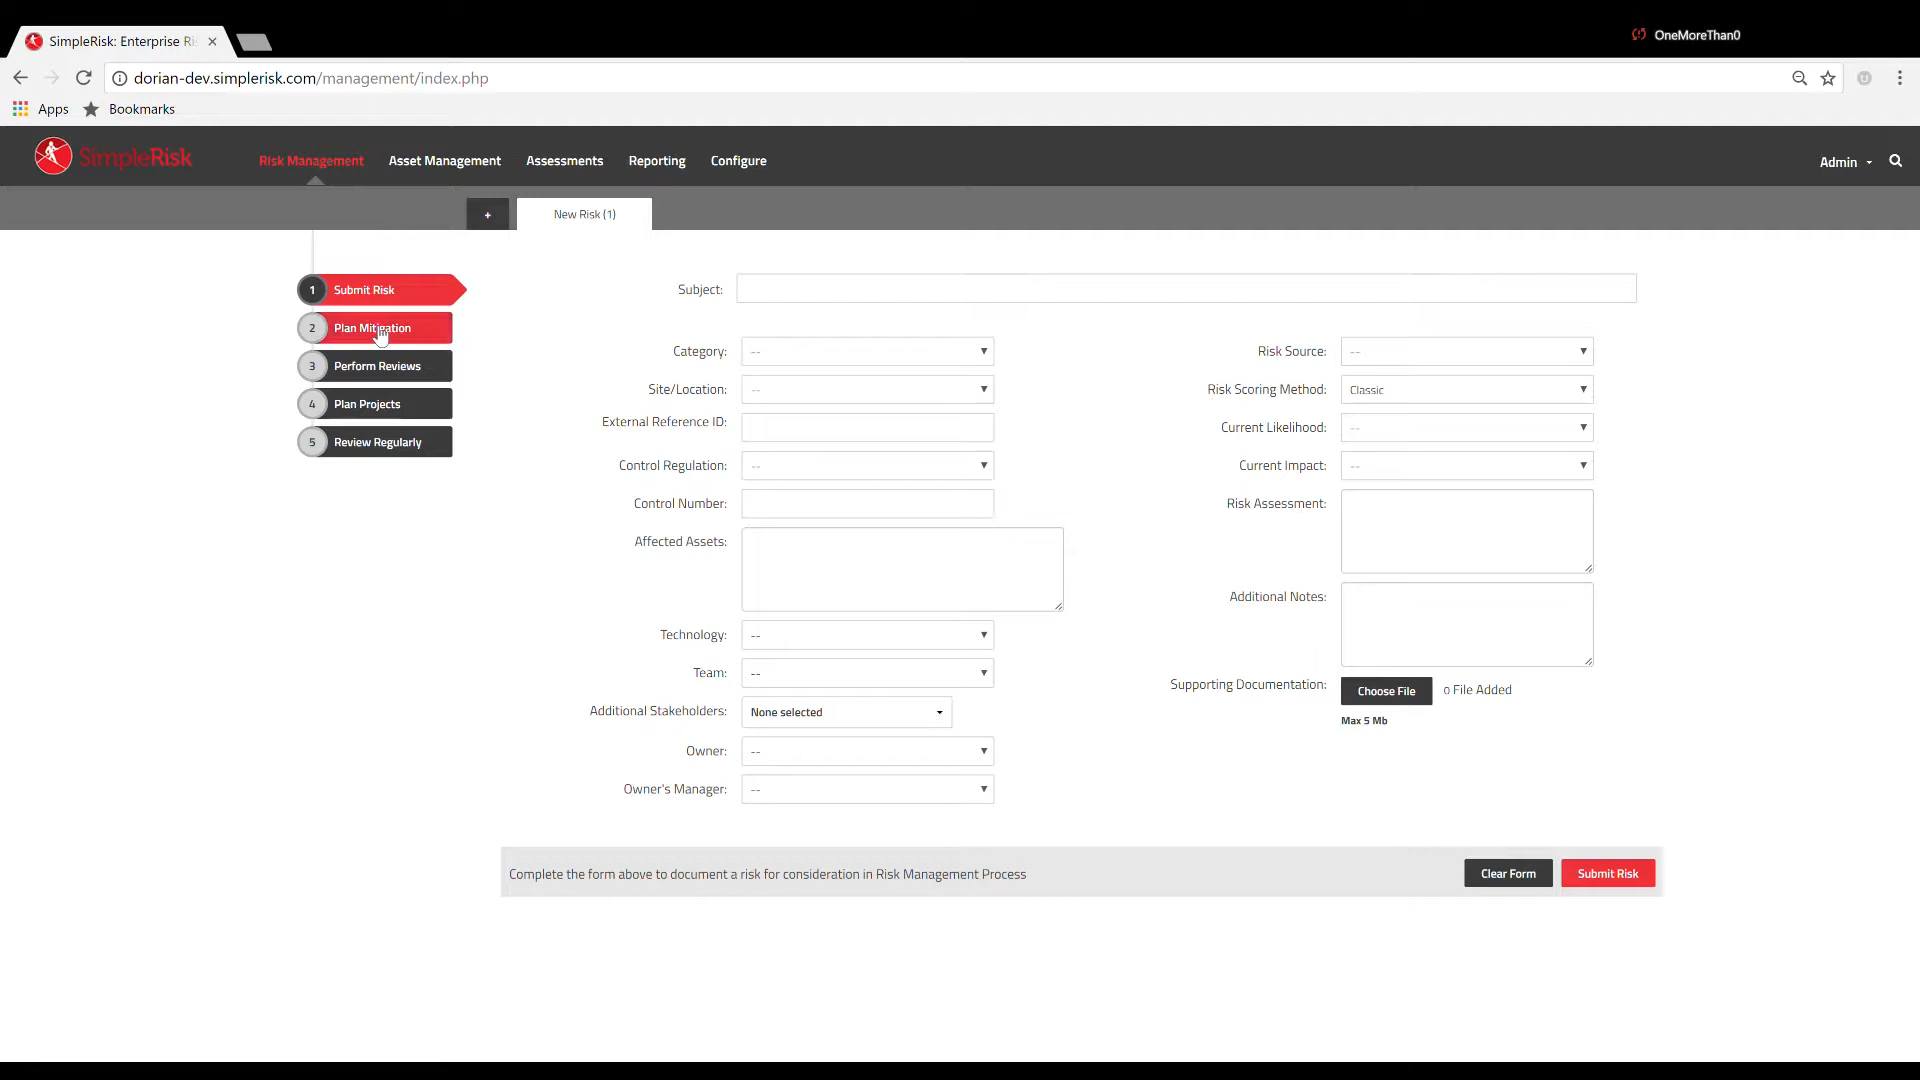 SimpleRisk: Enterprise Ri
OneMoreThan0
dorian-dev.simplerisk.com/management/index.php
Apps
Bookmarks
SimpleRisk
Risk Management
Asset Management
Assessments
Reporting
Configure
Admin
+
New Risk (1)
1 Submit Risk
2 Plan Mitigation
3 Perform Reviews
4 Plan Projects
5 Review Regularly
Subject:
Category: --
Site/Location: --
External Reference ID:
Control Regulation: --
Control Number:
Affected Assets:
Technology: --
Team: --
Additional Stakeholders: None selected
Owner: --
Owner's Manager: --
Risk Source: --
Risk Scoring Method: Classic
Current Likelihood: --
Current Impact: --
Risk Assessment:
Additional Notes:
Supporting Documentation: Choose File 0 File Added
Max 5 Mb
Complete the form above to document a risk for consideration in Risk Management Process
Clear Form
Submit Risk